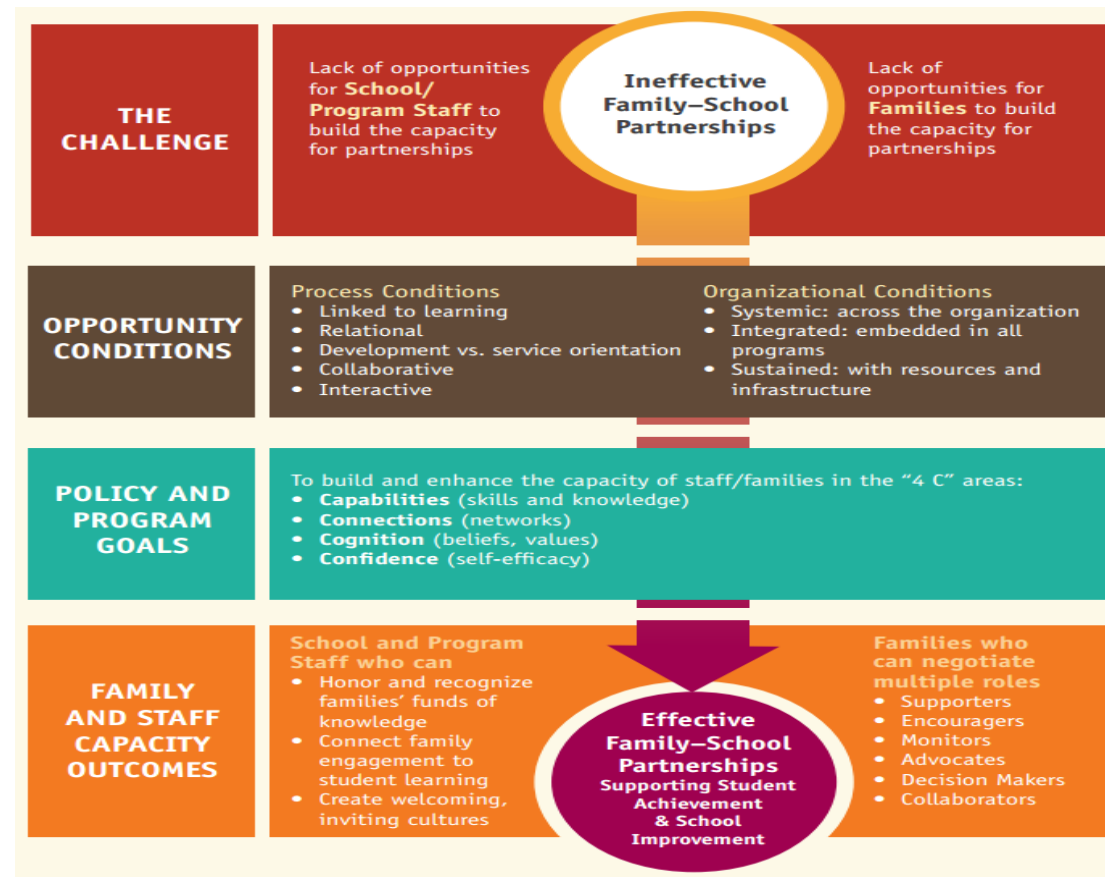 THE
CHALLENGE
Lack of opportunities
for School/
Program Staff to
build the capacity
for partnerships
Ineffective
Family–School
Partnerships
Lack of
opportunities for
Families to build
the capacity for
partnerships
OPPORTUNITY
CONDITIONS
Process Conditions
• Linked to learning
• Relational
• Development vs. service orientation
• Collaborative
• Interactive
Organizational Conditions
• Systemic: across the organization
• Integrated: embedded in all
programs
• Sustained: with resources and
infrastructure
POLICY AND
PROGRAM
GOALS
To build and enhance the capacity of staff/families in the “4 C” areas:
• Capabilities (skills and knowledge)
• Connections (networks)
• Cognition (beliefs, values)
• Confidence (self-efficacy)
FAMILY
AND STAFF
CAPACITY
OUTCOMES
School and Program
Staff who can
• Honor and recognize
families’ funds of
knowledge
• Connect family
engagement to
student learning
• Create welcoming,
inviting cultures
Effective
Family–School
Partnerships
Supporting Student
Achievement
& School
Improvement
Families who
can negotiate
multiple roles
• Supporters
• Encouragers
• Monitors
• Advocates
• Decision Makers
• Collaborators